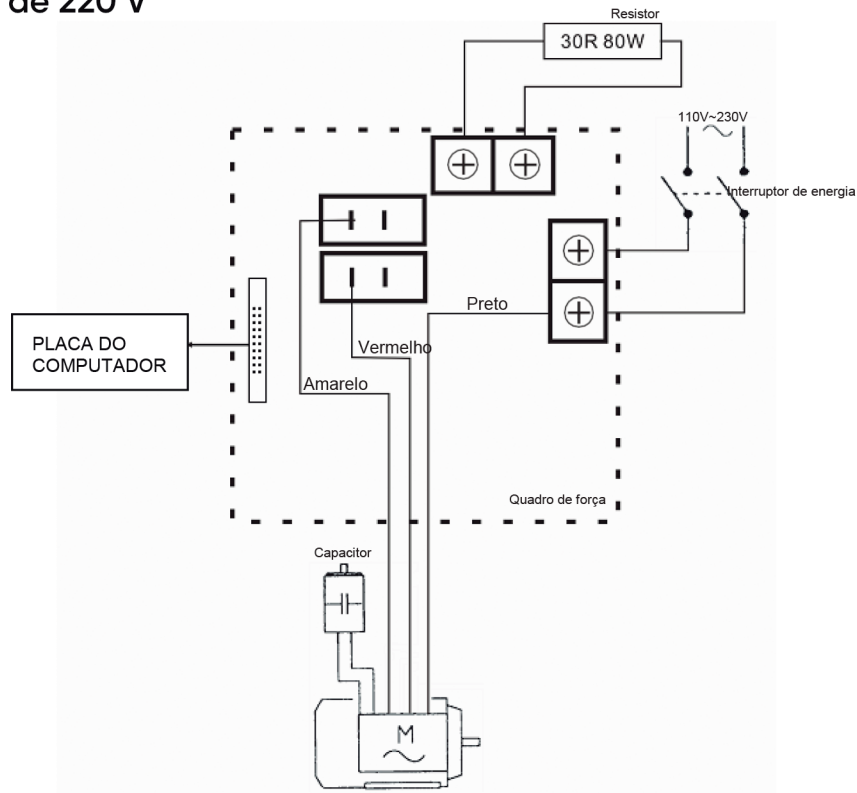 de 220 V
Resistor
30R 80W
110V~230V
Interruptor de energia
Preto
PLACA DO
COMPUTADOR
Vermelho
Amarelo
Quadro de força
Capacitor
M